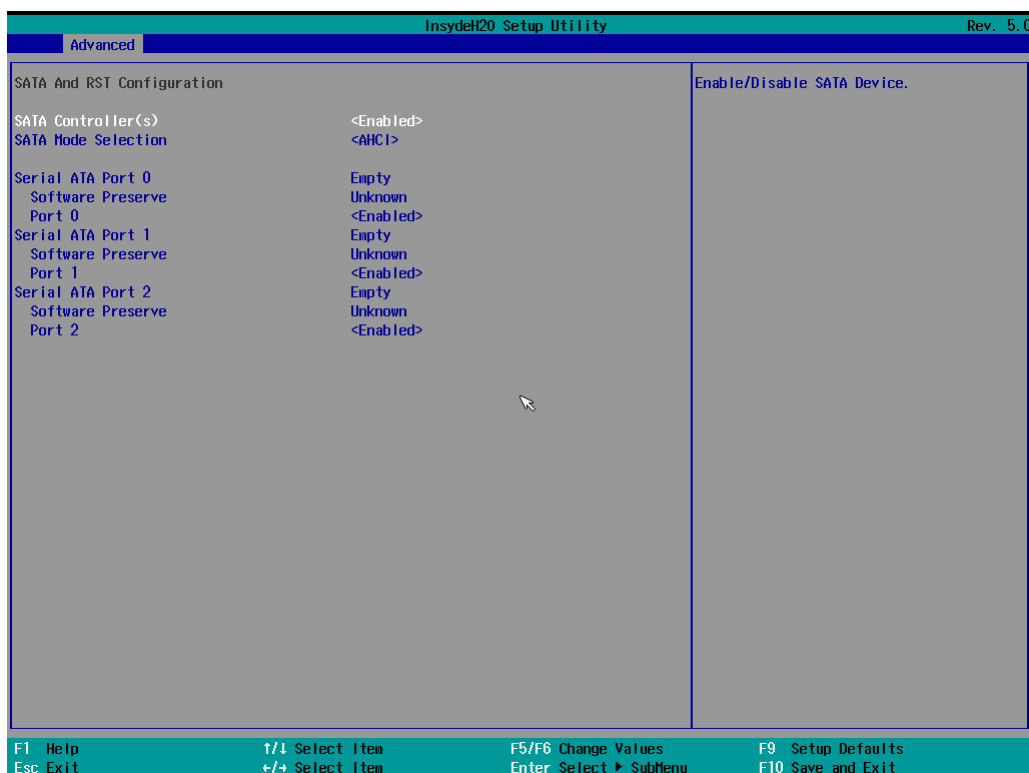 InsydeH20 Setup Utility Rev. 5.0
Advanced
SATA And RST Configuration
SATA Controller(s) <Enabled>
SATA Mode Selection <AHCI>
Serial ATA Port 0 Empty
Software Preserve Unknown
Port 0 <Enabled>
Serial ATA Port 1 Empty
Software Preserve Unknown
Port 1 <Enabled>
Serial ATA Port 2 Empty
Software Preserve Unknown
Port 2 <Enabled>
Enable/Disable SATA Device.
F1 Help ↑/↓ Select Item F5/F6 Change Values F9 Setup Defaults
Esc Exit ←/→ Select Item Enter Select ▶ SubMenu F10 Save and Exit